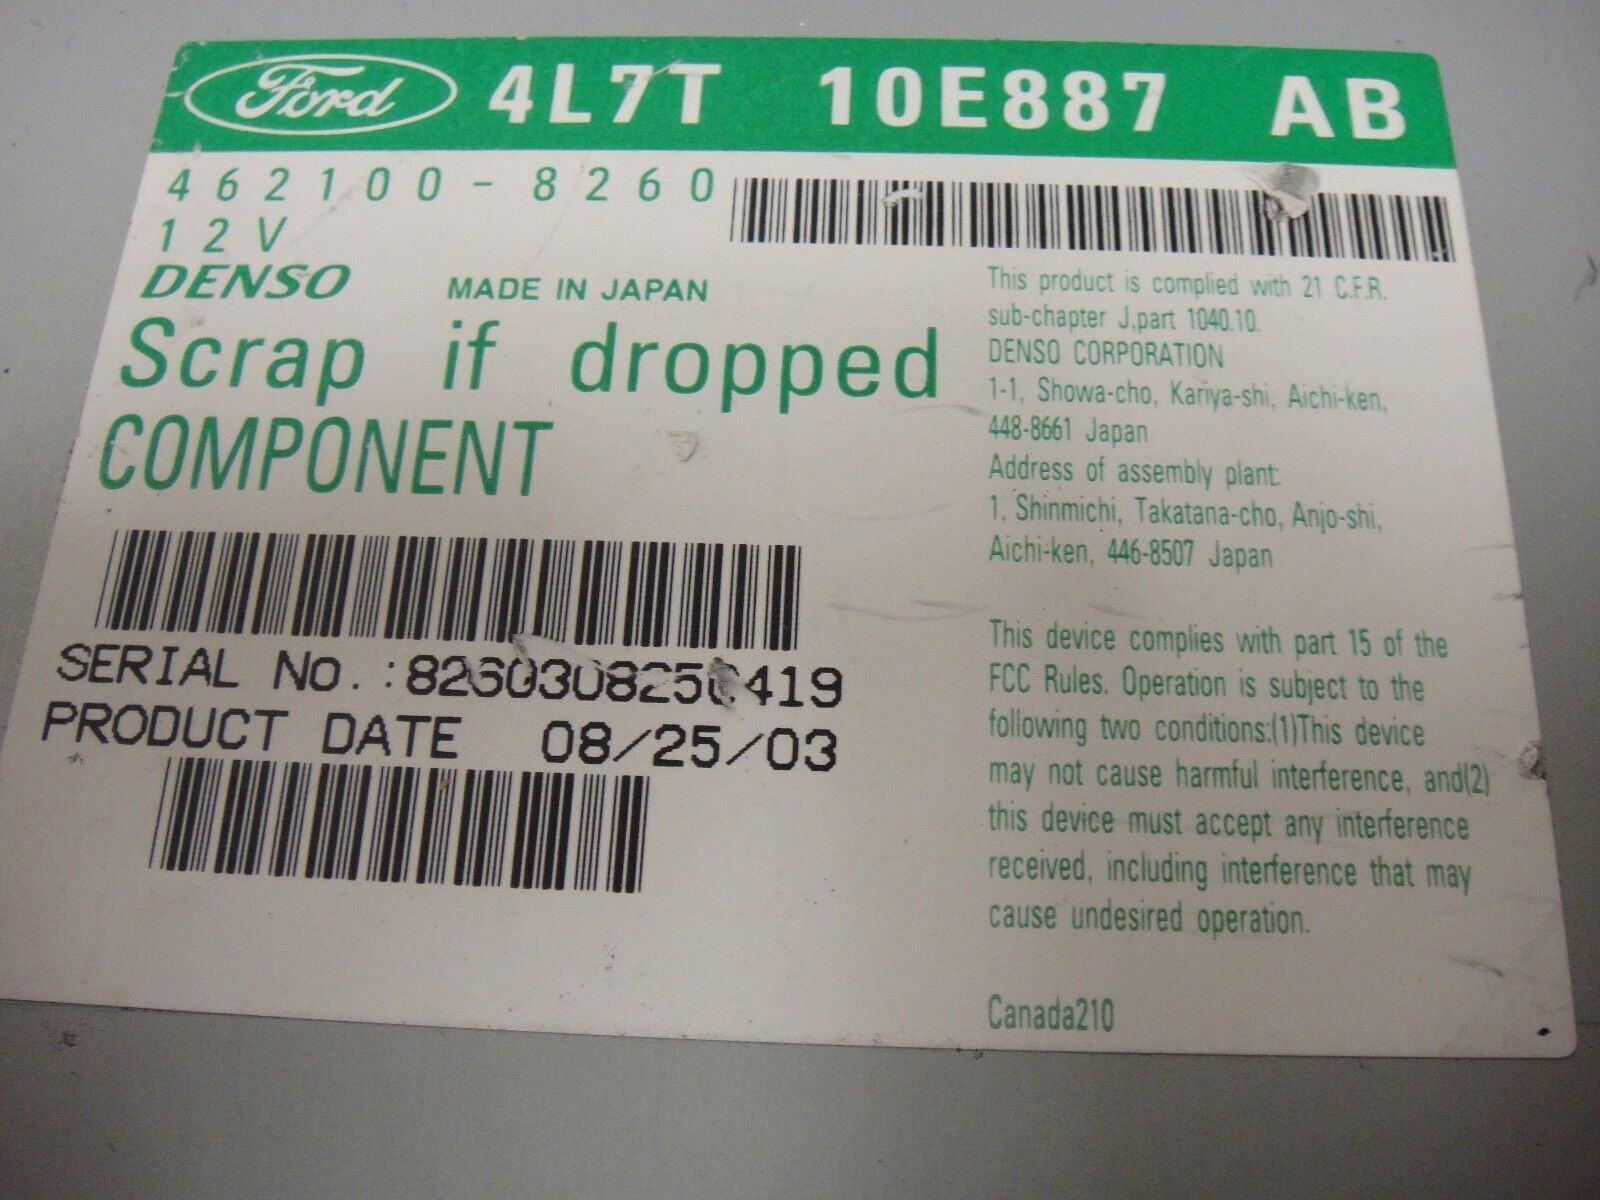 Ford 4L7T 10E887 AB
462100-8260
12V
DENSO MADE IN JAPAN
Scrap if dropped
COMPONENT
SERIAL No.:8260308250419
PRODUCT DATE 08/25/03
This product is complied with 21 C.F.R.
sub-chapter J,part 1040.10.
DENSO CORPORATION
1-1, Showa-cho, Kariya-shi, Aichi-ken,
448-8661 Japan
Address of assembly plant:
1, Shinmichi, Takatana-cho, Anjo-shi,
Aichi-ken, 446-8507 Japan
This device complies with part 15 of the
FCC Rules. Operation is subject to the
following two conditions:(1)This device
may not cause harmful interference, and(2)
this device must accept any interference
received, including interference that may
cause undesired operation.
Canada210